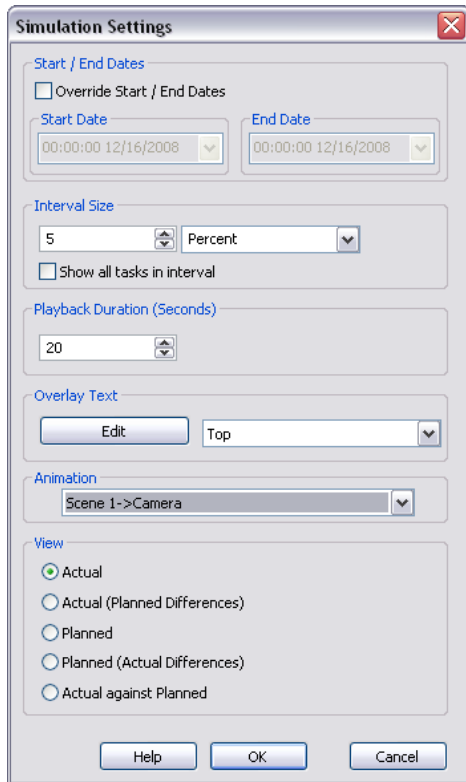 Simulation Settings
Start / End Dates
Override Start / End Dates
Start Date
End Date
00:00:00 12/16/2008
00:00:00 12/16/2008
Interval Size
5
Percent
Show all tasks in interval
Playback Duration (Seconds)
20
Overlay Text
Edit
Top
Animation
Scene 1->Camera
View
Actual
Actual (Planned Differences)
Planned
Planned (Actual Differences)
Actual against Planned
Help
OK
Cancel